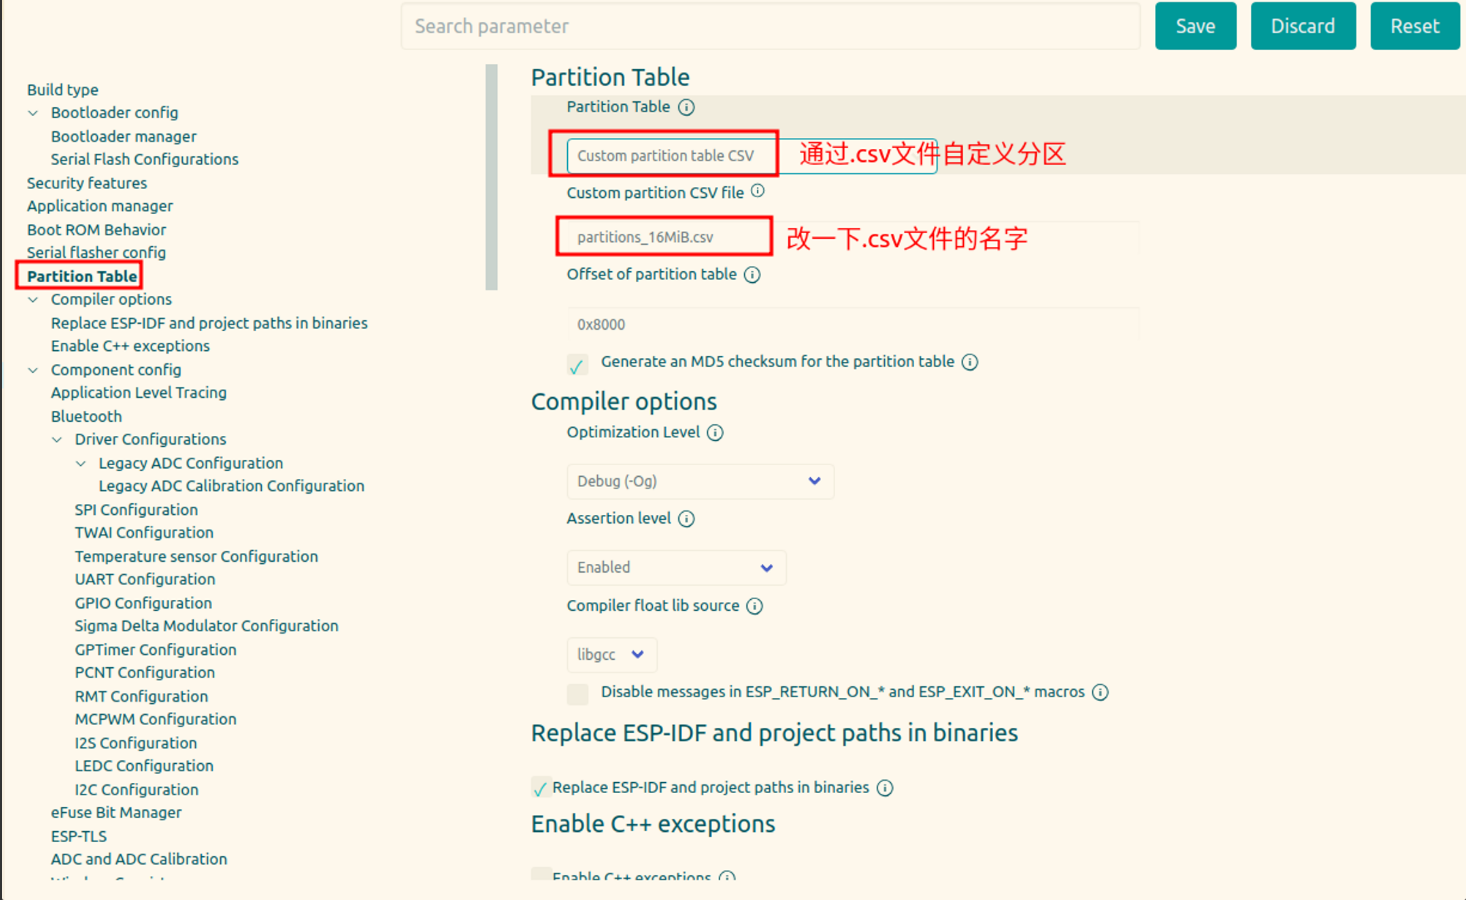 Search parameter
Save
Discard
Reset
Build type
Bootloader config
Bootloader manager
Serial Flash Configurations
Security features
Application manager
Boot ROM Behavior
Serial flasher config
Partition Table
Compiler options
Replace ESP-IDF and project paths in binaries
Enable C++ exceptions
Component config
Application Level Tracing
Bluetooth
Driver Configurations
Legacy ADC Configuration
Legacy ADC Calibration Configuration
SPI Configuration
TWAI Configuration
Temperature sensor Configuration
UART Configuration
GPIO Configuration
Sigma Delta Modulator Configuration
GPTimer Configuration
PCNT Configuration
RMT Configuration
MCPWM Configuration
I2S Configuration
LEDC Configuration
I2C Configuration
eFuse Bit Manager
ESP-TLS
ADC and ADC Calibration
Partition Table
Partition Table
Custom partition table CSV
通过.csv文件自定义分区
Custom partition CSV file
partitions_16MiB.csv
改一下.csv文件的名字
Offset of partition table
0x8000
Generate an MD5 checksum for the partition table
Compiler options
Optimization Level
Debug (-Og)
Assertion level
Enabled
Compiler float lib source
libgcc
Disable messages in ESP_RETURN_ON_* and ESP_EXIT_ON_* macros
Replace ESP-IDF and project paths in binaries
Replace ESP-IDF and project paths in binaries
Enable C++ exceptions
Enable C++ exceptions